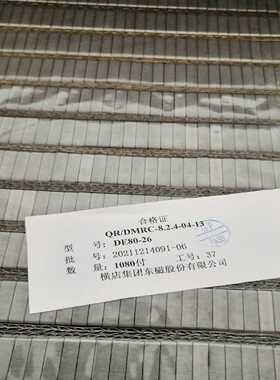 合格证
QR/DMRC-8.2.4-04-13
型 号: DE80-26
批 号: 20211214091-06
数 量: 1080付 工号: 37
横店集团东磁股份有限公司